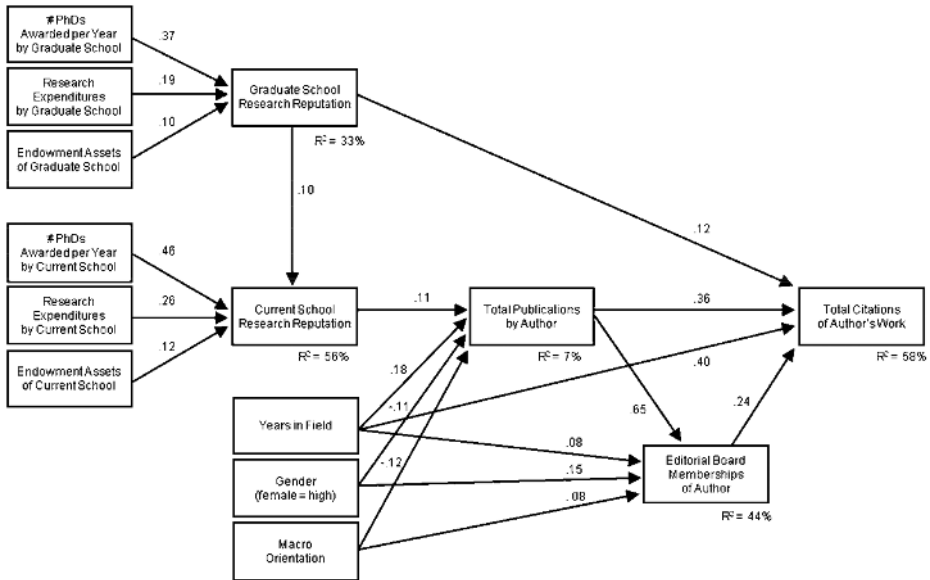 #PhDs
Awarded per Year
by Graduate School
.37
Research
Expenditures
by Graduate School
.19
Graduate School
Research Reputation
.10
Endowment Assets
of Graduate School
R² = 33%
.10
#PhDs
Awarded per Year
by Current School
.46
.12
Research
Expenditures
by Current School
.26
Current School
Research Reputation
.11
Total Publications
by Author
.36
Total Citations
of Author's Work
.12
Endowment Assets
of Current School
R² = 56%
R² = 7%
R² = 58%
.18
.40
-.11
.65
.24
Years in Field
-.12
.08
Editorial Board
Memberships
of Author
Gender
(female = high)
.15
.08
R² = 44%
Macro
Orientation